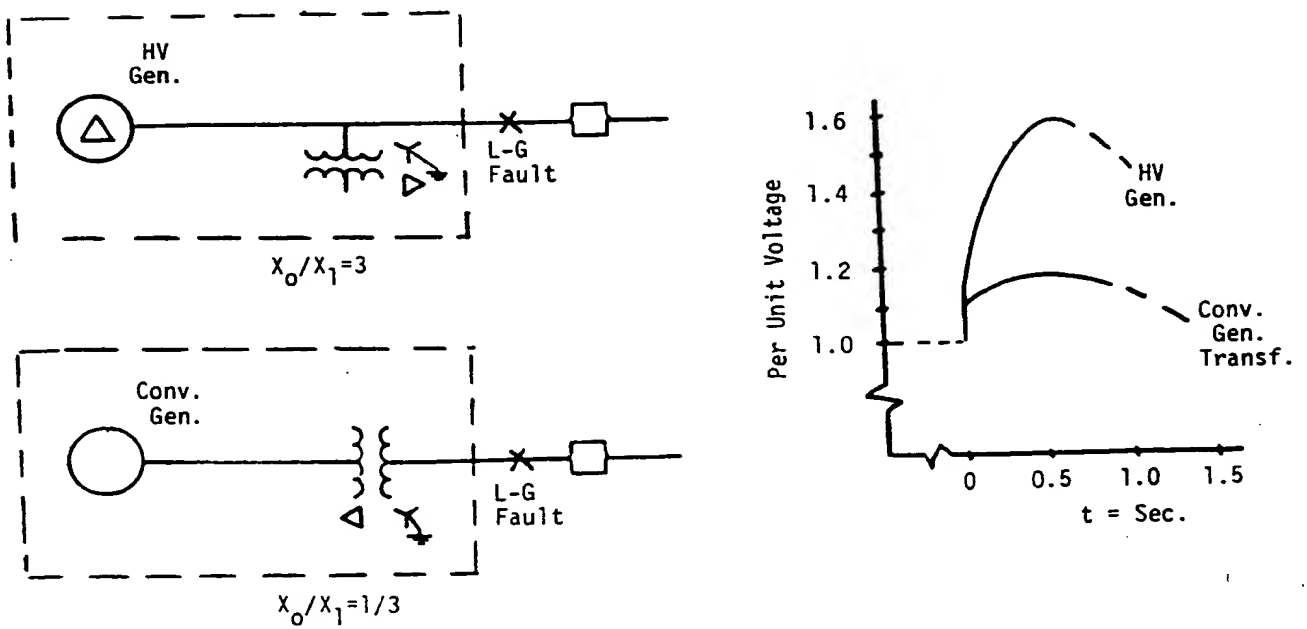 HV
Gen.
L-G
Fault
X₀/X₁=3
Conv.
Gen.
L-G
Fault
X₀/X₁=1/3
Per Unit Voltage
1.6
1.4
1.2
1.0
HV
Gen.
Conv.
Gen.
Transf.
0 0.5 1.0 1.5
t = Sec.